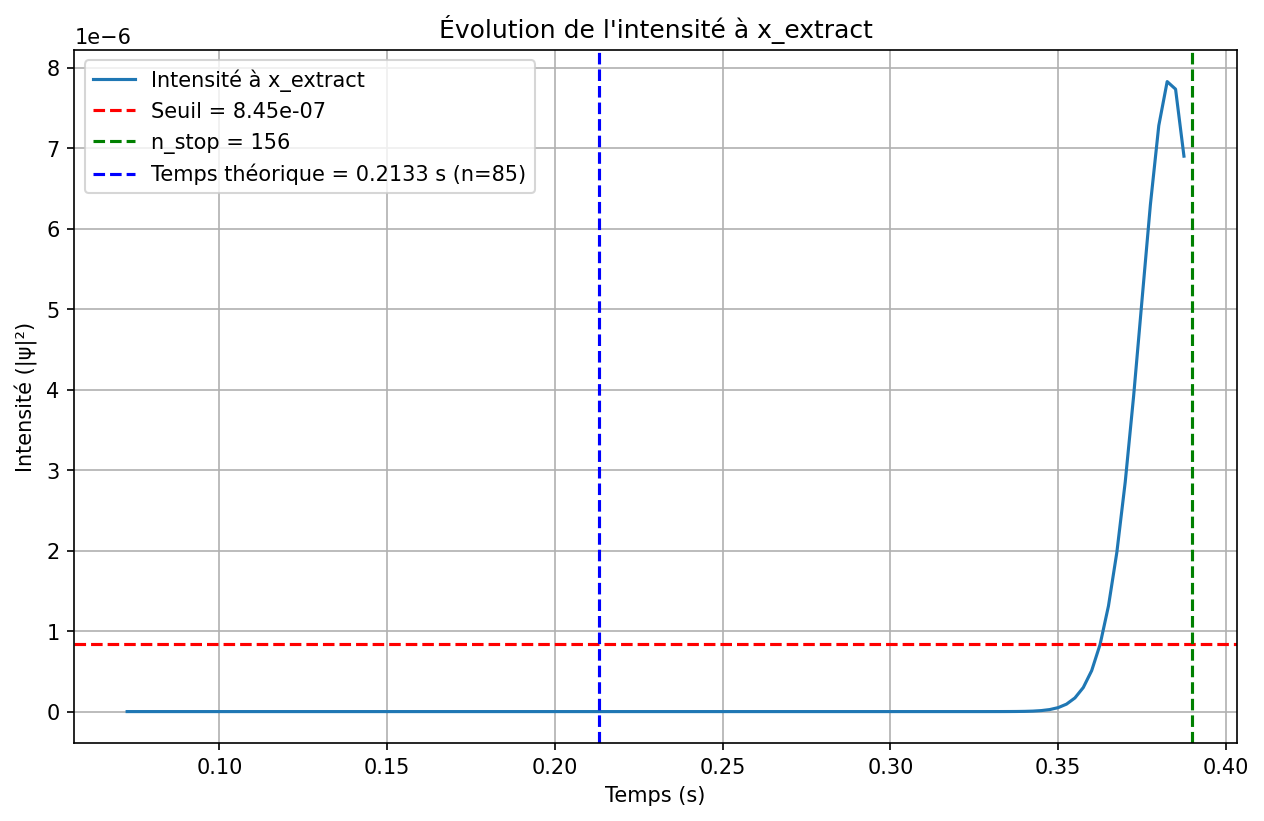 Évolution de l'intensité à x_extract
1e−6
Intensité à x_extract
Seuil = 8.45e-07
n_stop = 156
Temps théorique = 0.2133 s (n=85)
8
7
6
5
4
3
2
1
0
Intensité (|ψ|²)
0.10 0.15 0.20 0.25 0.30 0.35 0.40
Temps (s)